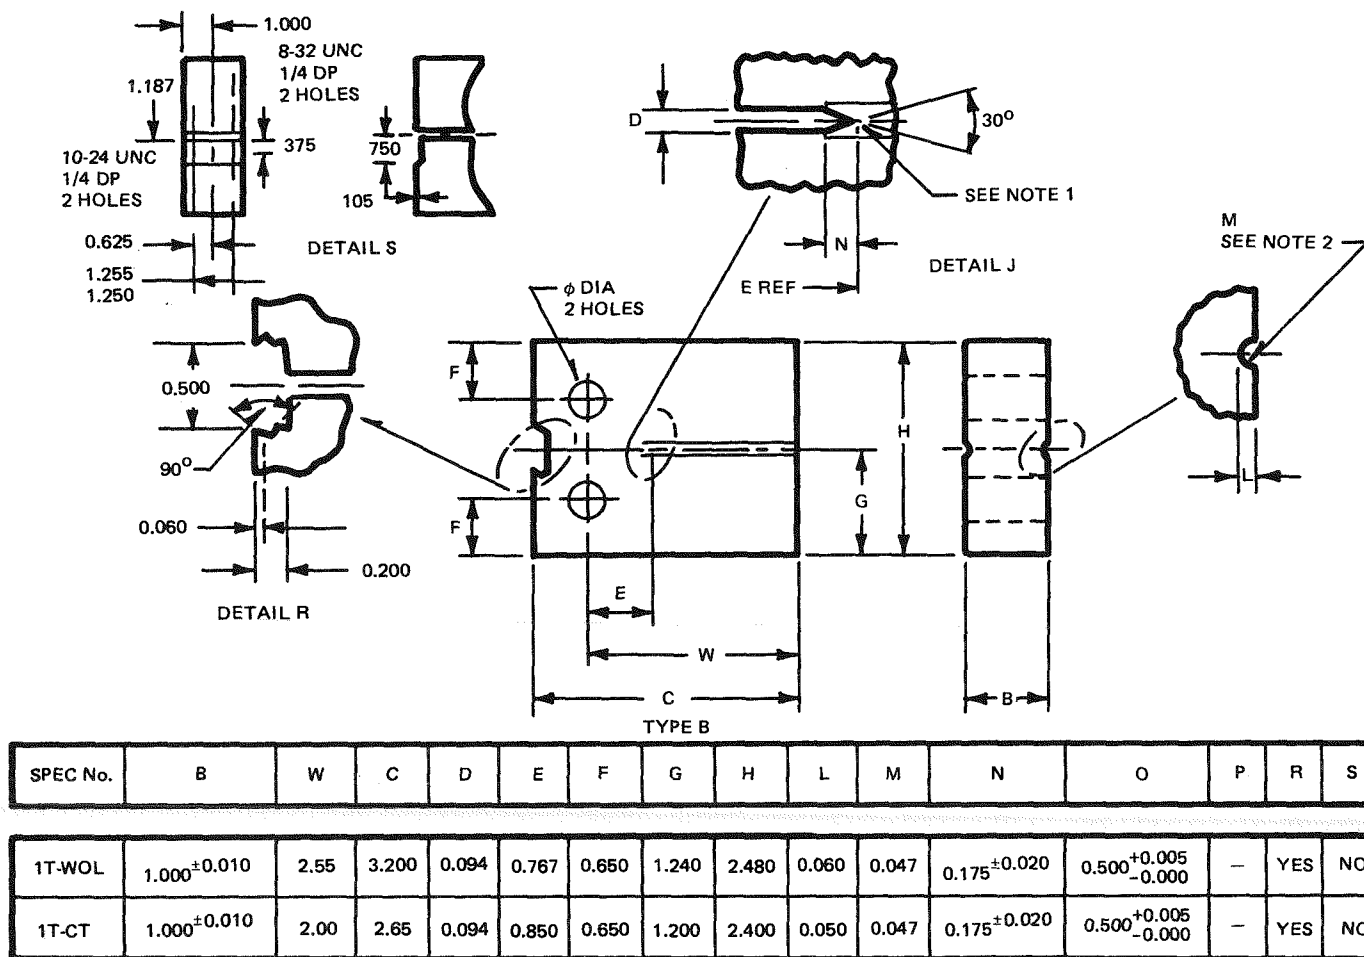 1.000
8-32 UNC
1/4 DP
2 HOLES
1.187
375
10-24 UNC
1/4 DP
2 HOLES
750
105
0.625
1.255
1.250
DETAIL S
D
30°
SEE NOTE 1
N
E REF
DETAIL J
M
SEE NOTE 2
L
0.500
90°
0.060
0.200
DETAIL R
φ DIA
2 HOLES
F
F
H
G
E
W
C
B
TYPE B
SPEC No. B W C D E F G H L M N O P R S
1T-WOL 1.000±0.010 2.55 3.200 0.094 0.767 0.650 1.240 2.480 0.060 0.047 0.175±0.020 0.500+0.005 -0.000 – YES NO
1T-CT 1.000±0.010 2.00 2.65 0.094 0.850 0.650 1.200 2.400 0.050 0.047 0.175±0.020 0.500+0.005 -0.000 – YES NO